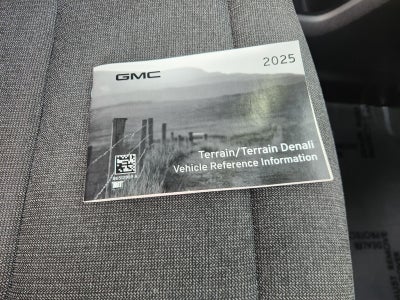 GMC
2025
Terrain/Terrain Denali
Vehicle Reference Information